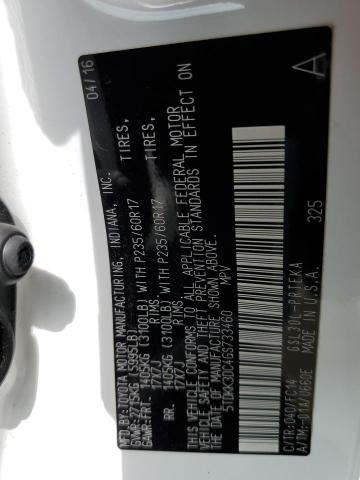 MFD. BY:TOYOTA MOTOR MANUFACTURING, INDIANA, INC. 04/16
GVWR: 2715KG (5995LB)
GAWR:FRT. 1405KG (3100LB) WITH P235/60R17 TIRES,
17X7J RIMS,
RR. 1405KG (3100LB) WITH P235/60R17 TIRES,
17X7J RIMS,
THIS VEHICLE CONFORMS TO ALL APPLICABLE FEDERAL MOTOR
VEHICLE SAFETY AND THEFT PREVENTION STANDARDS IN EFFECT ON
THE DATE OF MANUFACTURE SHOWN ABOVE.
5TDKK3DC4GS733460 MPV
A
325
C/TR:040/FC14 GSL30L-PRTEKA
A/TM:-01A/U660E MADE IN U.S.A.